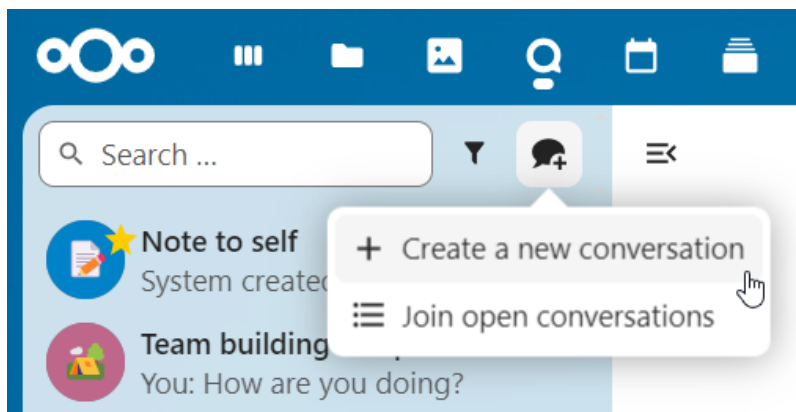 Search ...
Note to self
System created
Create a new conversation
Join open conversations
Team building
You: How are you doing?